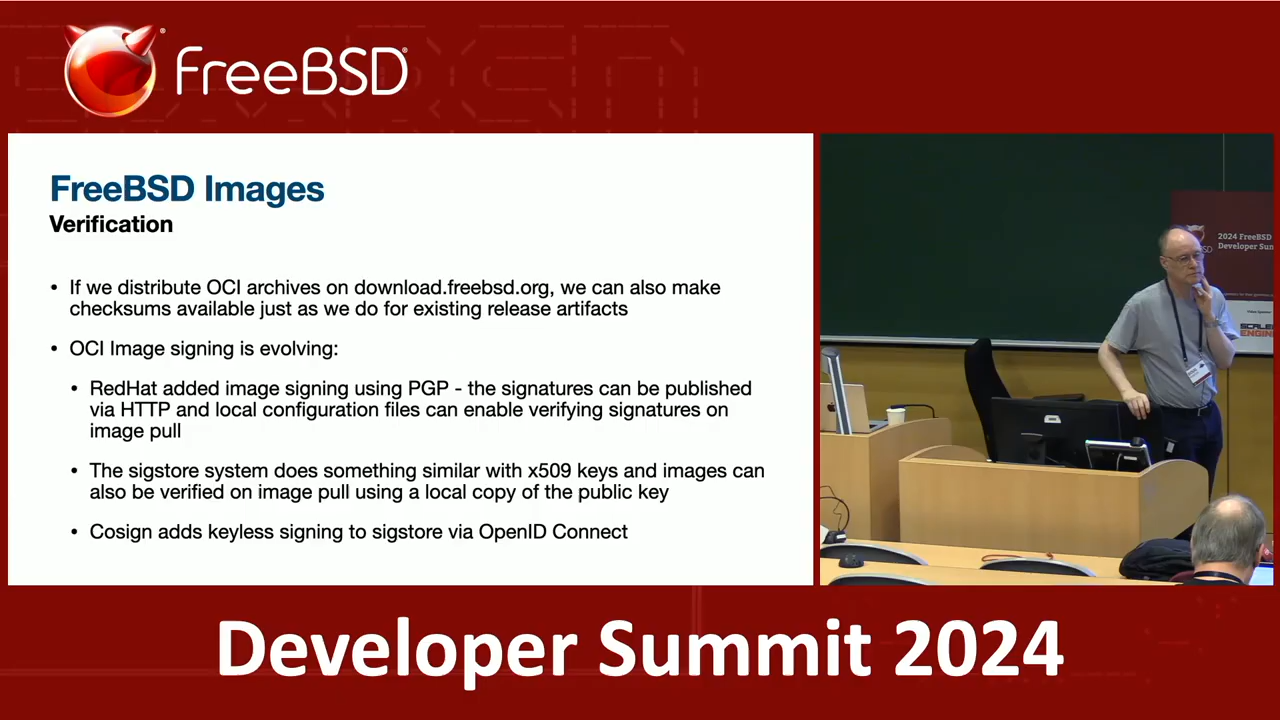 FreeBSD®
FreeBSD Images
Verification
• If we distribute OCI archives on download.freebsd.org, we can also make
checksums available just as we do for existing release artifacts
• OCI Image signing is evolving:
• RedHat added image signing using PGP - the signatures can be published
via HTTP and local configuration files can enable verifying signatures on
image pull
• The sigstore system does something similar with x509 keys and images can
also be verified on image pull using a local copy of the public key
• Cosign adds keyless signing to sigstore via OpenID Connect
2024 FreeBSD
Developer Sum
Developer Summit 2024